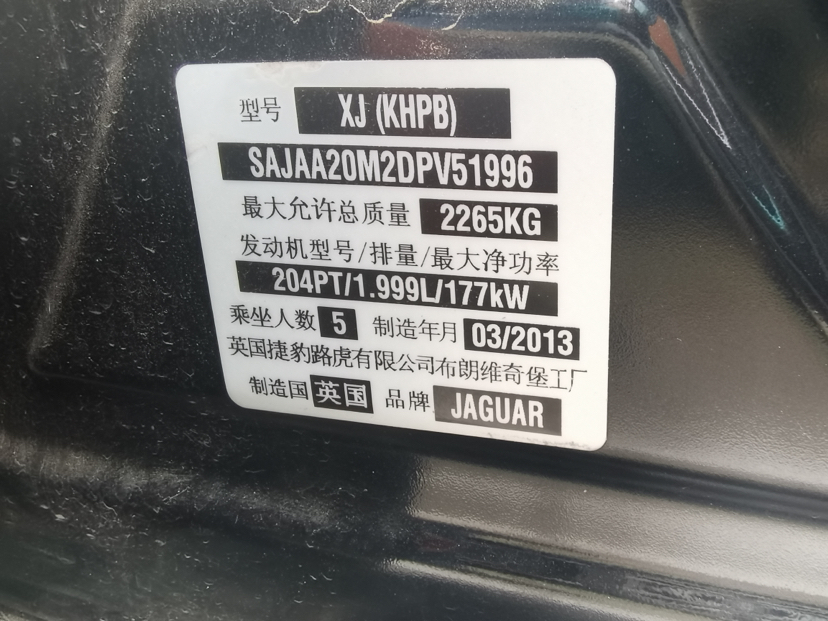 型号 XJ (KHPB)
SAJAA20M2DPV51996
最大允许总质量 2265KG
发动机型号/排量/最大净功率
204PT/1.999L/177kW
乘坐人数 5 制造年月 03/2013
英国捷豹路虎有限公司布朗维奇堡工厂
制造国 英国 品牌 JAGUAR